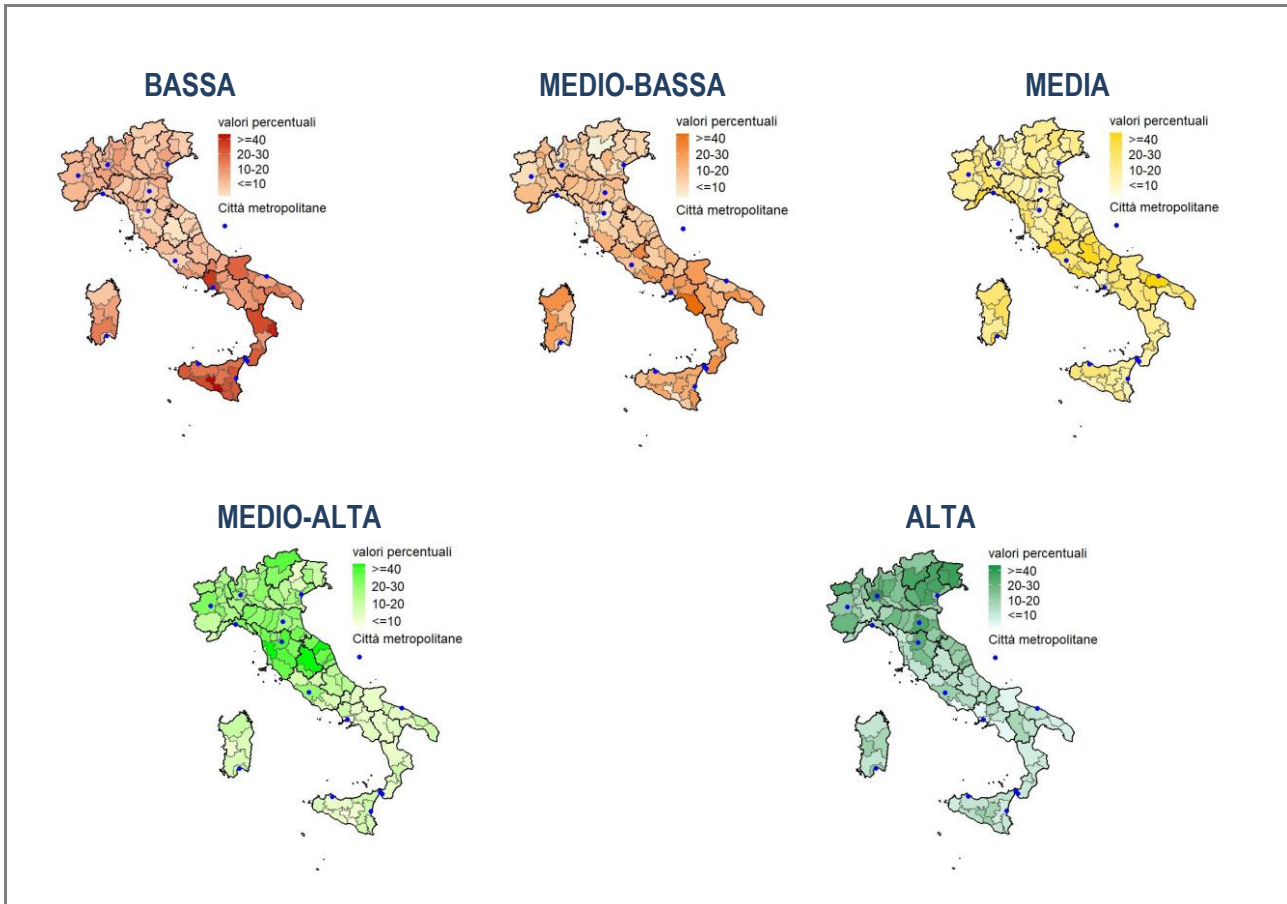 BASSA
valori percentuali
>=40
20-30
10-20
<=10
Città metropolitane
MEDIO-BASSA
valori percentuali
>=40
20-30
10-20
<=10
Città metropolitane
MEDIA
valori percentuali
>=40
20-30
10-20
<=10
Città metropolitane
MEDIO-ALTA
valori percentuali
>=40
20-30
10-20
<=10
Città metropolitane
ALTA
valori percentuali
>=40
20-30
10-20
<=10
Città metropolitane